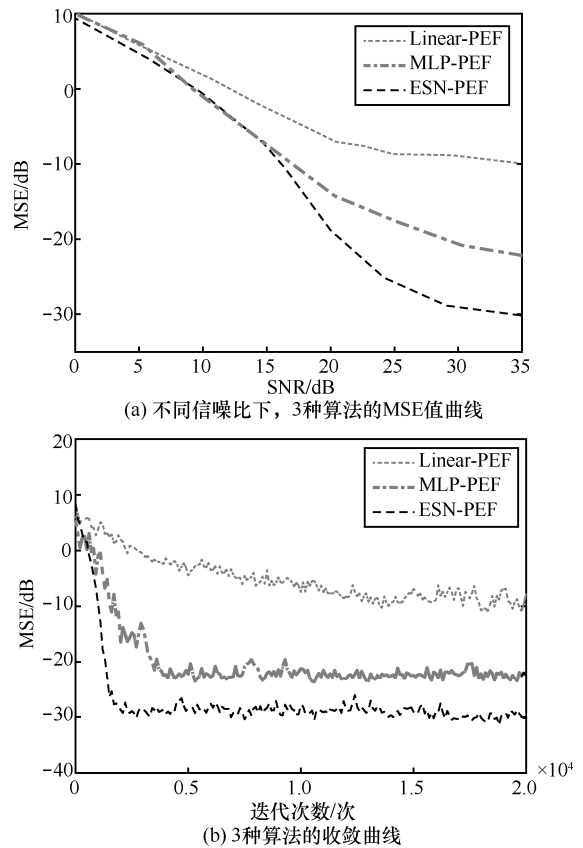 10
0
-10
-20
-30
MSE/dB
Linear-PEF
MLP-PEF
ESN-PEF
0 5 10 15 20 25 30 35
SNR/dB
(a) 不同信噪比下，3种算法的MSE值曲线
20
10
0
-10
-20
-30
-40
MSE/dB
Linear-PEF
MLP-PEF
ESN-PEF
0 0.5 1.0 1.5 2.0
×10⁴
迭代次数/次
(b) 3种算法的收敛曲线